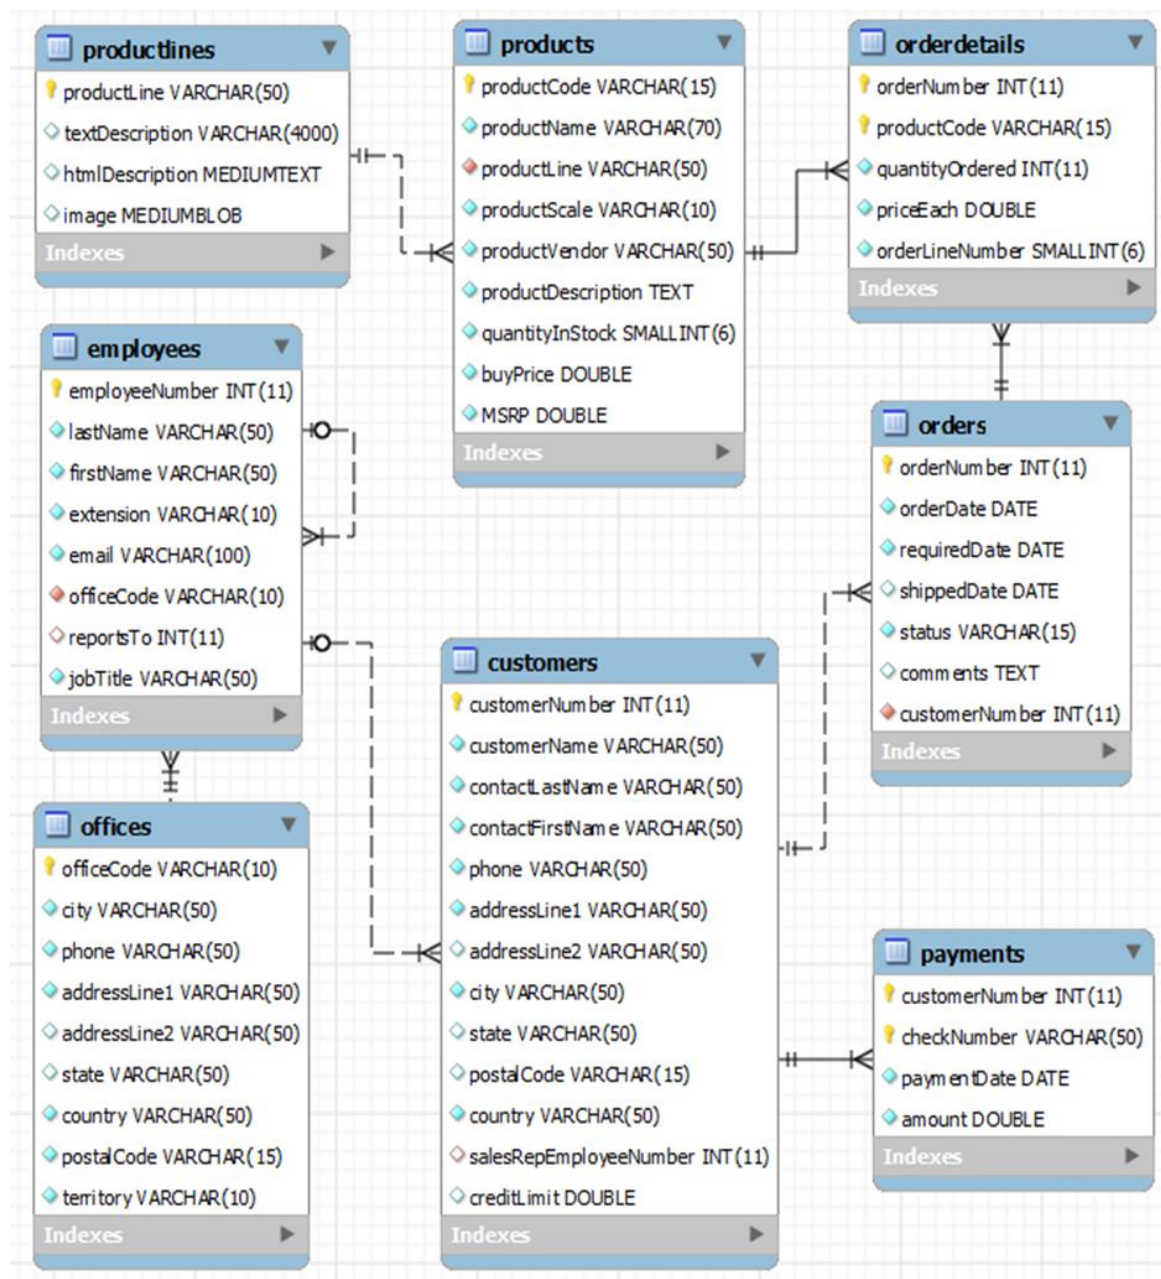 productlines
productLine VARCHAR(50)
textDescription VARCHAR(4000)
htmlDescription MEDIUMTEXT
image MEDIUMBLOB
Indexes
products
productCode VARCHAR(15)
productName VARCHAR(70)
productLine VARCHAR(50)
productScale VARCHAR(10)
productVendor VARCHAR(50)
productDescription TEXT
quantityInStock SMALLINT(6)
buyPrice DOUBLE
MSRP DOUBLE
Indexes
orderdetails
orderNumber INT(11)
productCode VARCHAR(15)
quantityOrdered INT(11)
priceEach DOUBLE
orderLineNumber SMALLINT(6)
Indexes
employees
employeeNumber INT(11)
lastName VARCHAR(50)
firstName VARCHAR(50)
extension VARCHAR(10)
email VARCHAR(100)
officeCode VARCHAR(10)
reportsTo INT(11)
jobTitle VARCHAR(50)
Indexes
orders
orderNumber INT(11)
orderDate DATE
requiredDate DATE
shippedDate DATE
status VARCHAR(15)
comments TEXT
customerNumber INT(11)
Indexes
customers
customerNumber INT(11)
customerName VARCHAR(50)
contactLastName VARCHAR(50)
contactFirstName VARCHAR(50)
phone VARCHAR(50)
addressLine1 VARCHAR(50)
addressLine2 VARCHAR(50)
city VARCHAR(50)
state VARCHAR(50)
postalCode VARCHAR(15)
country VARCHAR(50)
salesRepEmployeeNumber INT(11)
creditLimit DOUBLE
Indexes
offices
officeCode VARCHAR(10)
city VARCHAR(50)
phone VARCHAR(50)
addressLine1 VARCHAR(50)
addressLine2 VARCHAR(50)
state VARCHAR(50)
country VARCHAR(50)
postalCode VARCHAR(15)
territory VARCHAR(10)
Indexes
payments
customerNumber INT(11)
checkNumber VARCHAR(50)
paymentDate DATE
amount DOUBLE
Indexes